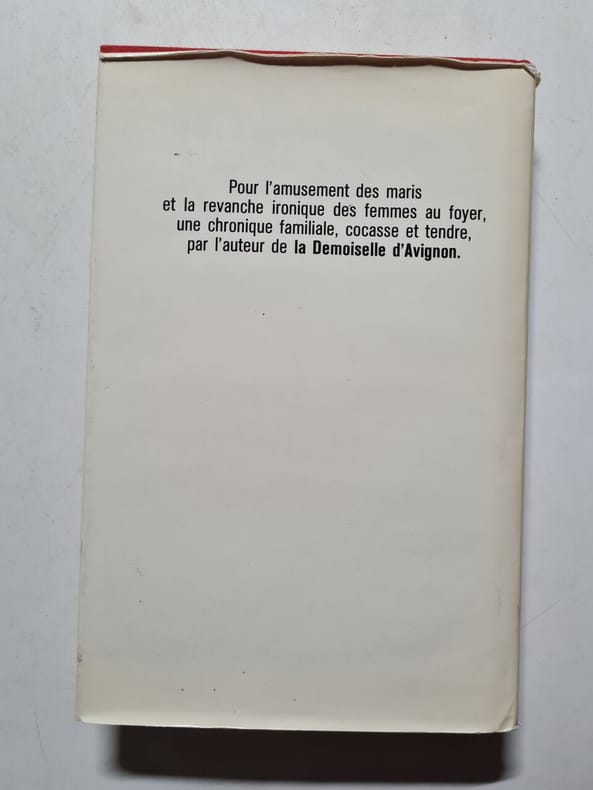 Pour l'amusement des maris
et la revanche ironique des femmes au foyer,
une chronique familiale, cocasse et tendre,
par l'auteur de la Demoiselle d'Avignon.